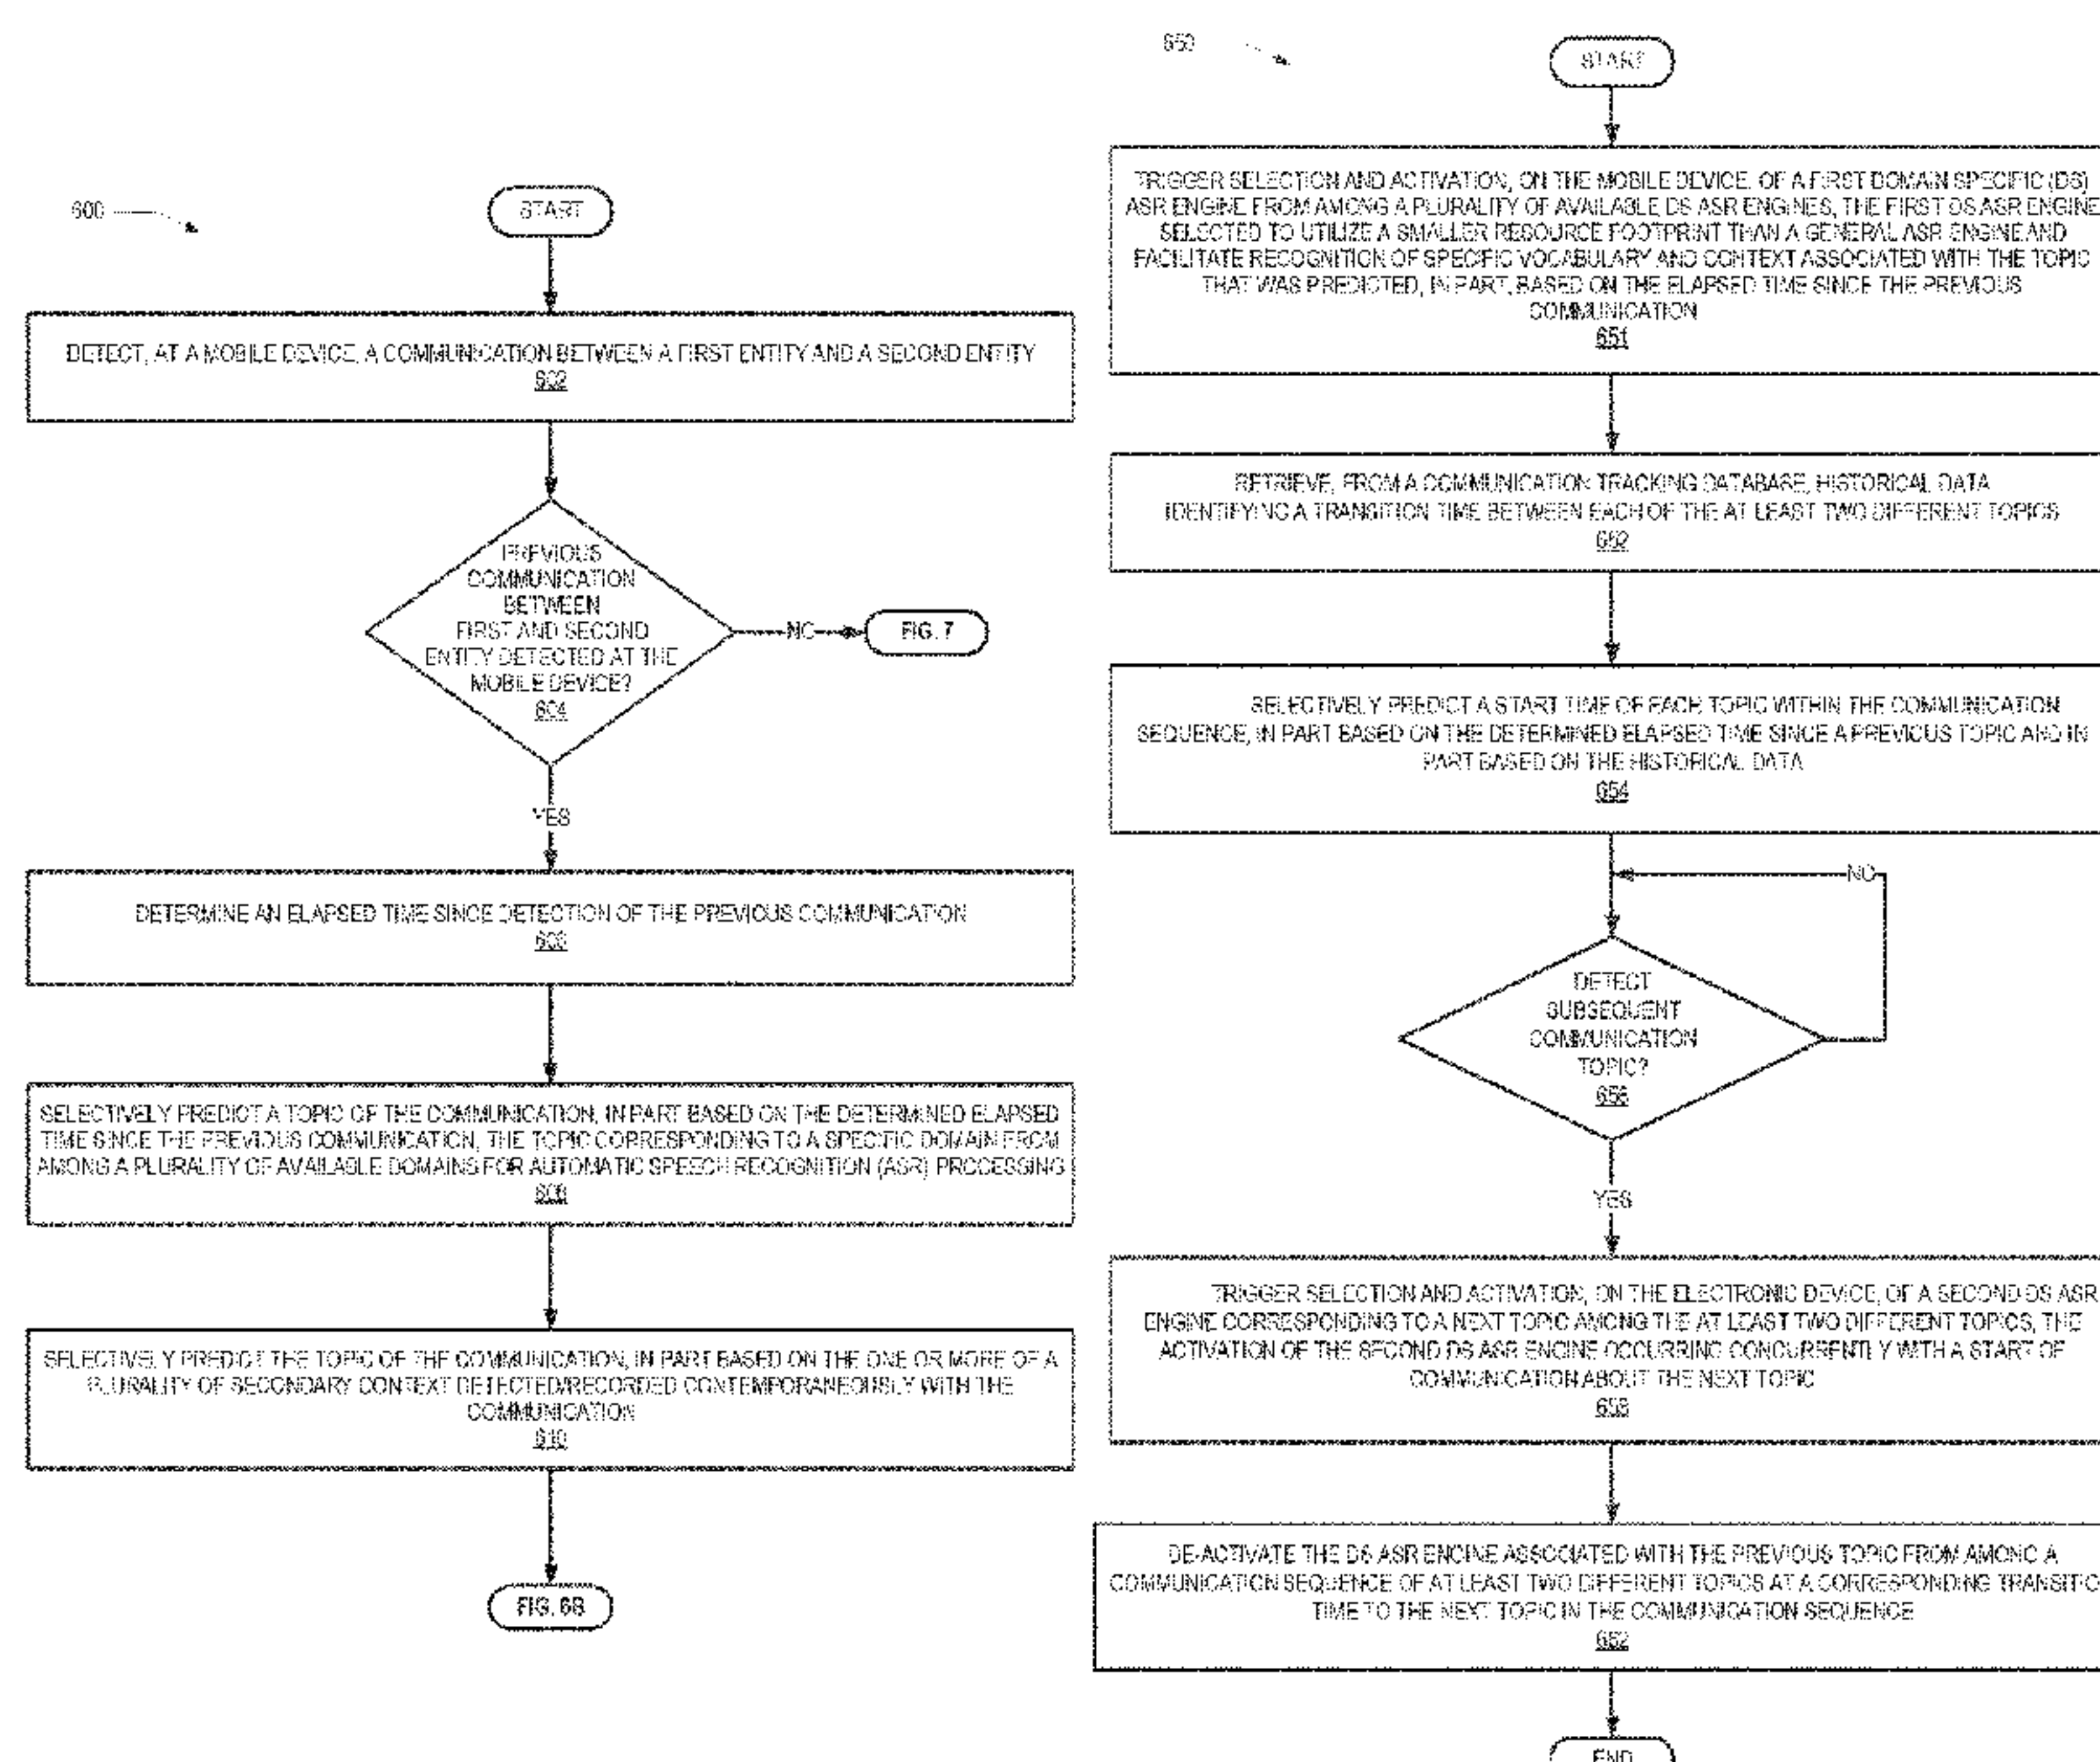 600
START
DETECT, AT A MOBILE DEVICE, A COMMUNICATION BETWEEN A FIRST ENTITY AND A SECOND ENTITY
602
PREVIOUS
COMMUNICATION
BETWEEN
FIRST AND SECOND
ENTITY DETECTED AT THE
MOBILE DEVICE?
604
NO
FIG. 7
YES
DETERMINE AN ELAPSED TIME SINCE DETECTION OF THE PREVIOUS COMMUNICATION
SELECTIVELY PREDICT A TOPIC OF THE COMMUNICATION, IN PART BASED ON THE DETERMINED ELAPSED
TIME SINCE THE PREVIOUS COMMUNICATION, THE TOPIC CORRESPONDING TO A SPECIFIC DOMAIN FROM
AMONG A PLURALITY OF AVAILABLE DOMAINS FOR AUTOMATIC SPEECH RECOGNITION (ASR) PROCESSING
SELECTIVELY PREDICT THE TOPIC OF THE COMMUNICATION, IN PART BASED ON THE ONE OR MORE OF A
PLURALITY OF SECONDARY CONTEXT DETECTED/RECORDED CONTEMPORANEOUSLY WITH THE
COMMUNICATION
610
FIG. 6B
650
START
TRIGGER SELECTION AND ACTIVATION, ON THE MOBILE DEVICE, OF A FIRST DOMAIN SPECIFIC (DS)
ASR ENGINE FROM AMONG A PLURALITY OF AVAILABLE DS ASR ENGINES, THE FIRST DS ASR ENGINE
SELECTED TO UTILIZE A SMALLER RESOURCE FOOTPRINT THAN A GENERAL ASR ENGINE AND
FACILITATE RECOGNITION OF SPECIFIC VOCABULARY AND CONTEXT ASSOCIATED WITH THE TOPIC
THAT WAS PREDICTED, IN PART, BASED ON THE ELAPSED TIME SINCE THE PREVIOUS
COMMUNICATION
651
RETRIEVE, FROM A COMMUNICATION TRACKING DATABASE, HISTORICAL DATA
IDENTIFYING A TRANSITION TIME BETWEEN EACH OF THE AT LEAST TWO DIFFERENT TOPICS
652
SELECTIVELY PREDICT A START TIME OF EACH TOPIC WITHIN THE COMMUNICATION
SEQUENCE, IN PART BASED ON THE DETERMINED ELAPSED TIME SINCE A PREVIOUS TOPIC AND IN
PART BASED ON THE HISTORICAL DATA
654
NO
DETECT
SUBSEQUENT
COMMUNICATION
TOPIC?
656
YES
TRIGGER SELECTION AND ACTIVATION, ON THE ELECTRONIC DEVICE, OF A SECOND DS ASR
ENGINE CORRESPONDING TO A NEXT TOPIC AMONG THE AT LEAST TWO DIFFERENT TOPICS, THE
ACTIVATION OF THE SECOND DS ASR ENGINE OCCURRING CONCURRENTLY WITH A START OF
COMMUNICATION ABOUT THE NEXT TOPIC
658
DE-ACTIVATE THE DS ASR ENGINE ASSOCIATED WITH THE PREVIOUS TOPIC FROM AMONG A
COMMUNICATION SEQUENCE OF AT LEAST TWO DIFFERENT TOPICS AT A CORRESPONDING TRANSITIO
TIME TO THE NEXT TOPIC IN THE COMMUNICATION SEQUENCE
662
END